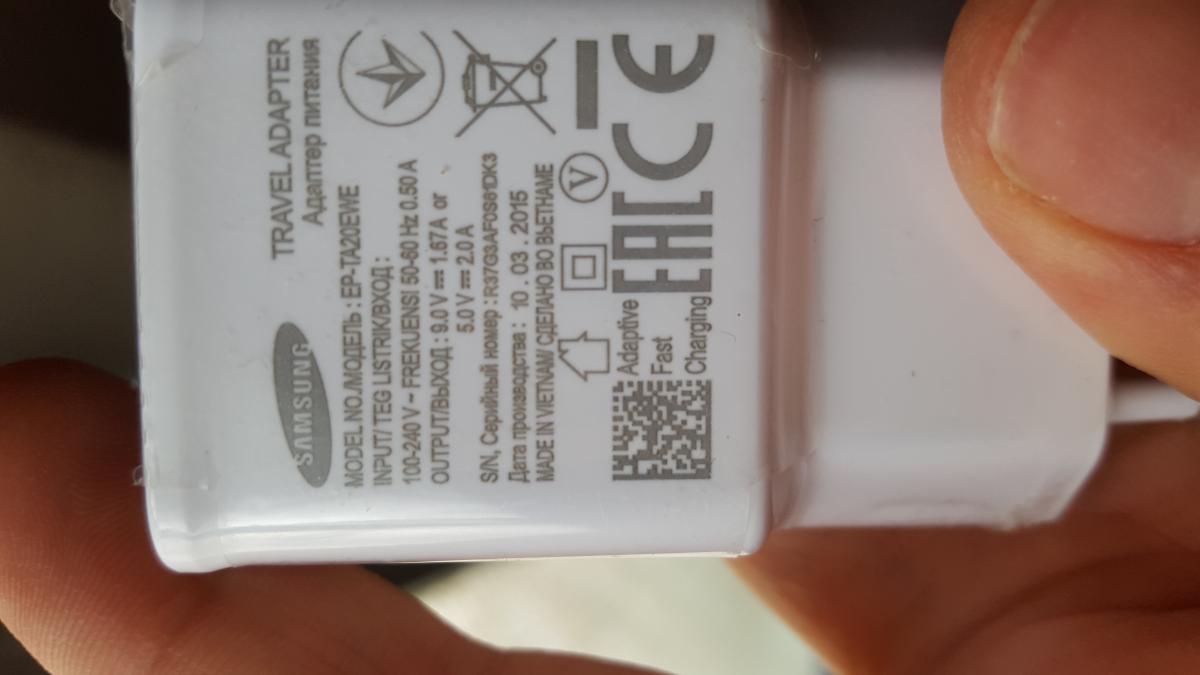 SAMSUNG
TRAVEL ADAPTER
Адаптер питания
MODEL NO./МОДЕЛЬ : EP-TA20EWE
INPUT/ TEG LISTRIK/ВХОД :
100-240 V ~ FREKUENSI 50-60 Hz 0.50 A
OUTPUT/ВЫХОД : 9.0 V ⎓ 1.67A or
5.0 V ⎓ 2.0 A
S/N, Серийный номер : R37G3AF0S61DK3
Дата производства : 10 . 03 . 2015
MADE IN VIETNAM/ СДЕЛАНО ВО ВЬЕТНАМЕ
V
Adaptive
Fast
Charging
EAC CE